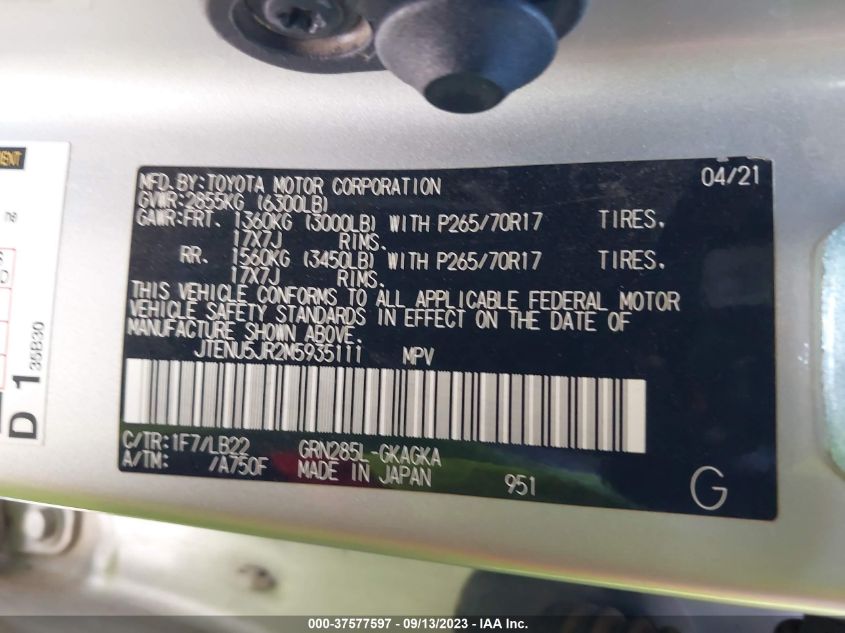 MFD. BY: TOYOTA MOTOR CORPORATION 04/21
GVWR: 2855KG (6300LB)
GAWR: FRT. 1360KG (3000LB) WITH P265/70R17 TIRES.
17X7J RIMS.
RR. 1560KG (3450LB) WITH P265/70R17 TIRES.
17X7J RIMS.
THIS VEHICLE CONFORMS TO ALL APPLICABLE FEDERAL MOTOR
VEHICLE SAFETY STANDARDS IN EFFECT ON THE DATE OF
MANUFACTURE SHOWN ABOVE.
JTENU5JR2M5935111 MPV
C/TR: 1F7/LB22 GRN285L-GKAGKA
A/TM: /A750F MADE IN JAPAN 951 G
D 1 35B30
000-37577597 - 09/13/2023 - IAA Inc.